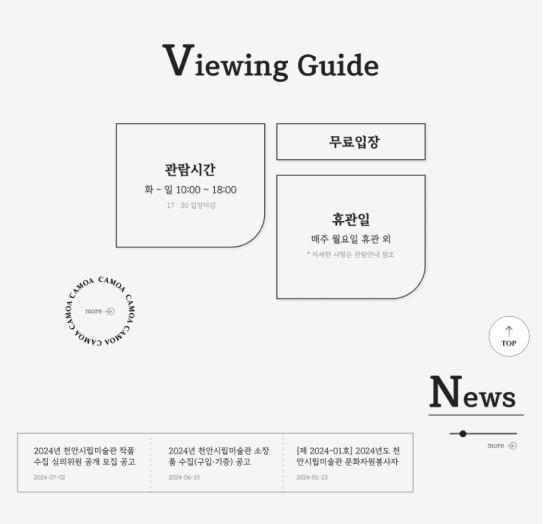 Viewing Guide
관람시간
화 - 일 10:00 ~ 18:00
17 : 30 입장마감
무료입장
휴관일
매주 월요일 휴관 외
* 자세한 사항은 관람안내 참조
CAMOA CAMOA CAMOA CAMOA CAMOA CAMOA
more
TOP
News
more
2024년 천안시립미술관 작품
수집 심의위원 공개 모집 공고
2024-07-02
2024년 천안시립미술관 소장
품 수집(구입·기증) 공고
2024-06-10
[제 2024-01호] 2024년도 천
안시립미술관 문화자원봉사자
2024-01-23